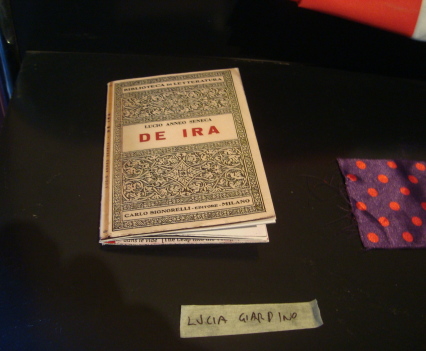 BIBLIOTECA DI LETTERATURA
LUCIO ANNEO SENECA
DE IRA
CARLO SIGNORELLI - EDITORE - MILANO
LUCIA GIARDINO